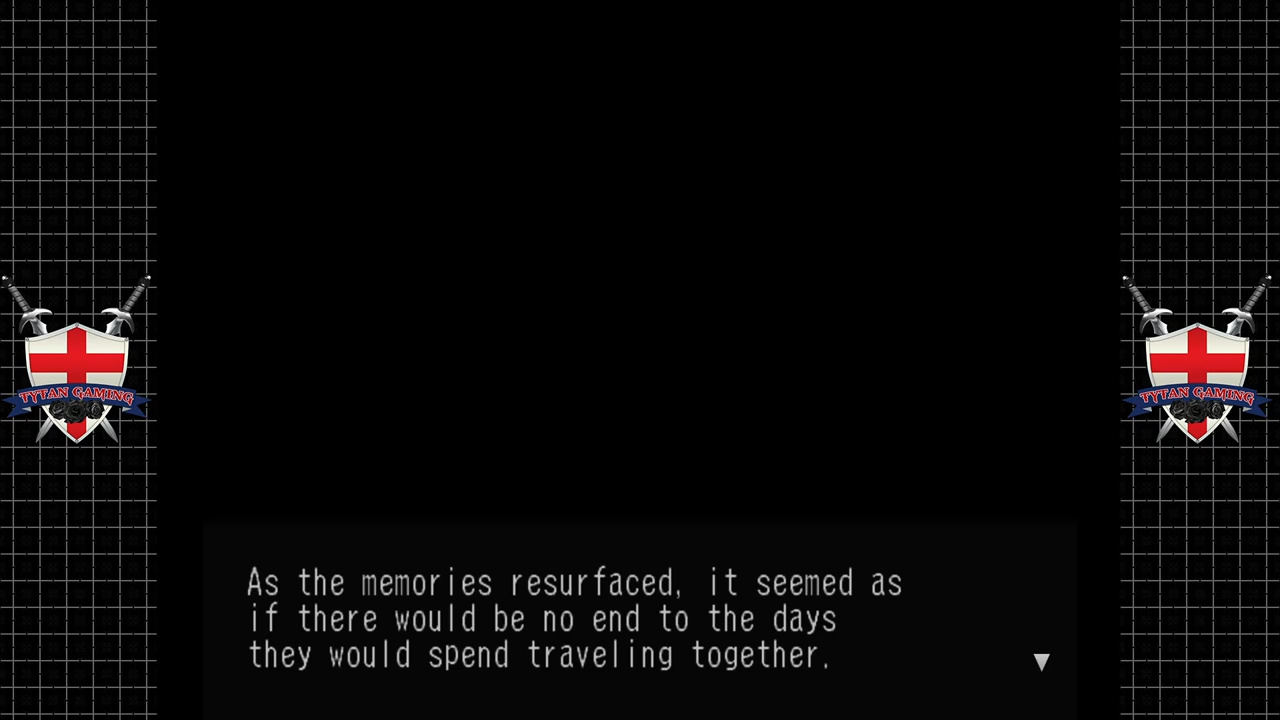 TYTAN GAMING
TYTAN GAMING
As the memories resurfaced, it seemed as
if there would be no end to the days
they would spend traveling together.